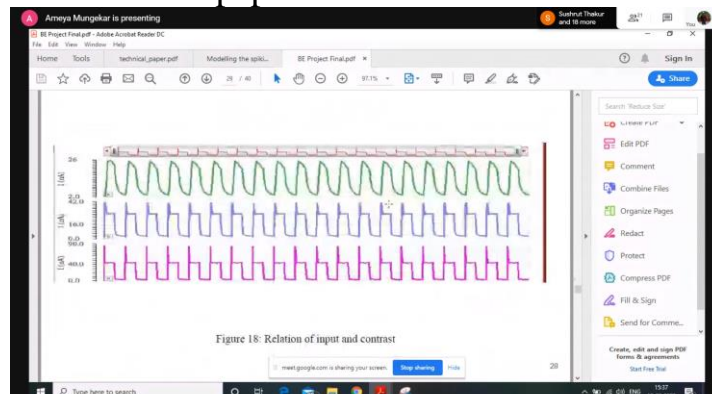 A Ameya Mungekar is presenting
S Sushrut Thakur
and 18 more
21
You
BE Project Final.pdf - Adobe Acrobat Reader DC
File Edit View Window Help
Home Tools technical_paper.pdf Modelling the spiki... BE Project Final.pdf × Sign In
28 / 40 97.1% Share
Search 'Reduce Size'
Create PDF
Edit PDF
Comment
Combine Files
Organize Pages
Redact
Protect
Compress PDF
Fill & Sign
Send for Comme...
Create, edit and sign PDF
forms & agreements
Start Free Trial
Figure 18: Relation of input and contrast
28
meet.google.com is sharing your screen. Stop sharing Hide
Type here to search
ENG 15:37